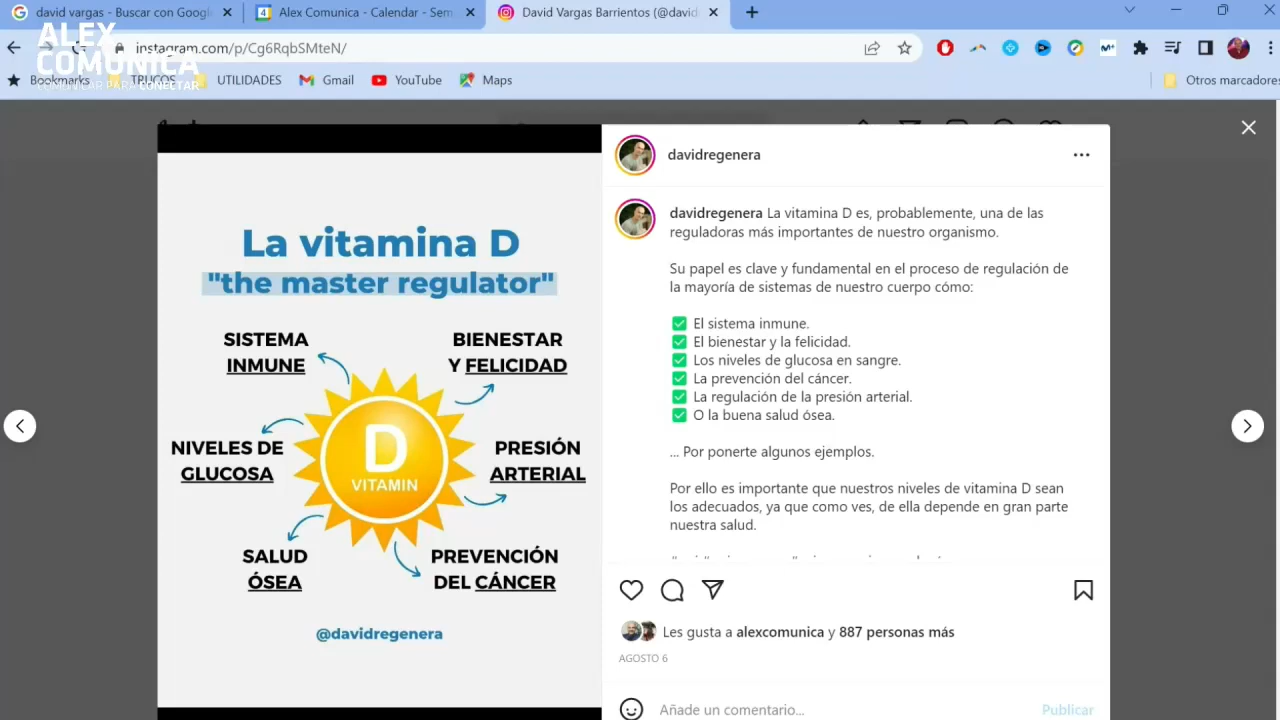 david vargas - Buscar con Google
Alex Comunica - Calendar - Sem
David Vargas Barrientos (@david
ALEX
COMUNICA
COMUNICAR PARA CONECTAR
instagram.com/p/Cg6RqbSMteN/
Bookmarks
TRUCOS
UTILIDADES
Gmail
YouTube
Maps
Otros marcadores
La vitamina D
"the master regulator"
SISTEMA
INMUNE
BIENESTAR
Y FELICIDAD
NIVELES DE
GLUCOSA
PRESIÓN
ARTERIAL
D
VITAMIN
SALUD
ÓSEA
PREVENCIÓN
DEL CÁNCER
@davidregenera
davidregenera
davidregenera La vitamina D es, probablemente, una de las
reguladoras más importantes de nuestro organismo.
Su papel es clave y fundamental en el proceso de regulación de
la mayoría de sistemas de nuestro cuerpo cómo:
✅ El sistema inmune.
✅ El bienestar y la felicidad.
✅ Los niveles de glucosa en sangre.
✅ La prevención del cáncer.
✅ La regulación de la presión arterial.
✅ O la buena salud ósea.
... Por ponerte algunos ejemplos.
Por ello es importante que nuestros niveles de vitamina D sean
los adecuados, ya que como ves, de ella depende en gran parte
nuestra salud.
Les gusta a alexcomunica y 887 personas más
AGOSTO 6
Añade un comentario...
Publicar